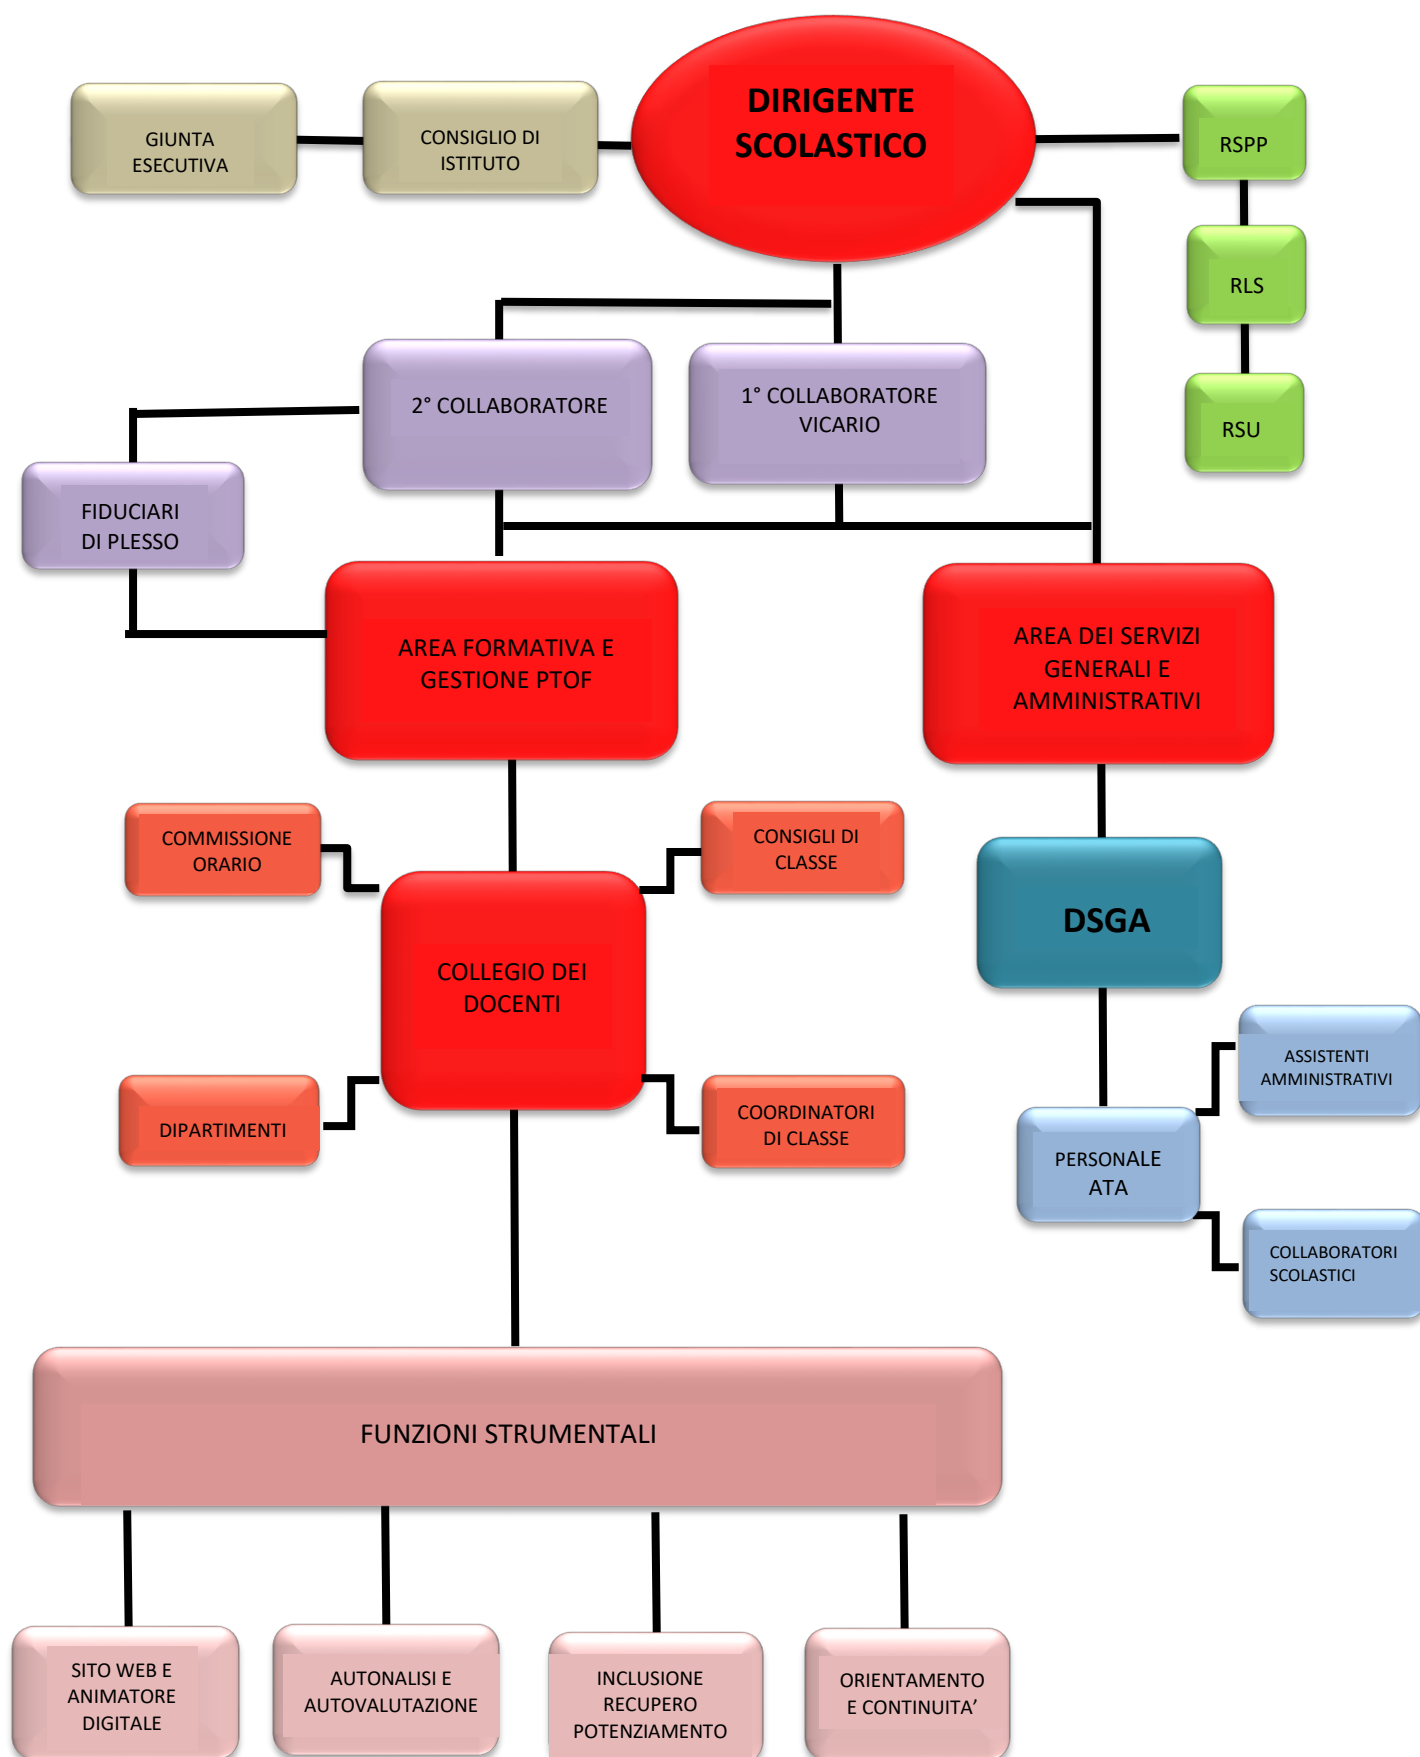 DIRIGENTE
SCOLASTICO
GIUNTA
ESECUTIVA
CONSIGLIO DI
ISTITUTO
RSPP
RLS
RSU
2° COLLABORATORE
1° COLLABORATORE
VICARIO
FIDUCIARI
DI PLESSO
AREA FORMATIVA E
GESTIONE PTOF
AREA DEI SERVIZI
GENERALI E
AMMINISTRATIVI
COMMISSIONE
ORARIO
CONSIGLI DI
CLASSE
COLLEGIO DEI
DOCENTI
DSGA
DIPARTIMENTI
COORDINATORI
DI CLASSE
PERSONALE
ATA
ASSISTENTI
AMMINISTRATIVI
COLLABORATORI
SCOLASTICI
FUNZIONI STRUMENTALI
SITO WEB E
ANIMATORE
DIGITALE
AUTONALISI E
AUTOVALUTAZIONE
INCLUSIONE
RECUPERO
POTENZIAMENTO
ORIENTAMENTO
E CONTINUITA’